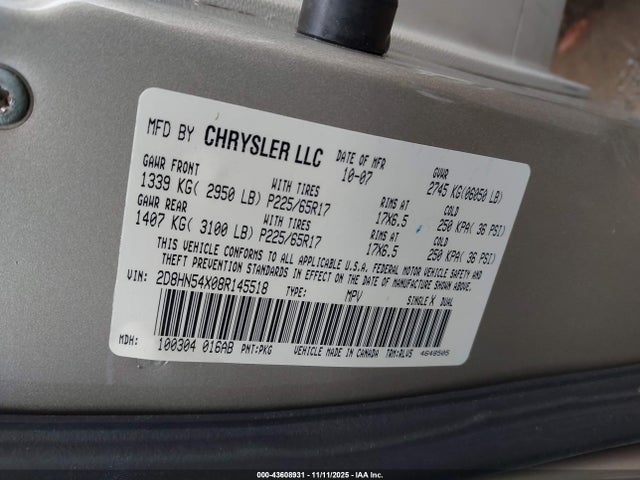 MFD BY CHRYSLER LLC DATE OF MFR 10-07 GVWR 2745 KG(06050 LB)
GAWR FRONT WITH TIRES RIMS AT COLD
1339 KG( 2950 LB) P225/65R17 17X6.5 250 KPA( 36 PSI)
GAWR REAR WITH TIRES RIMS AT COLD
1407 KG( 3100 LB) P225/65R17 17X6.5 250 KPA( 36 PSI)
THIS VEHICLE CONFORMS TO ALL APPLICABLE U.S.A. FEDERAL MOTOR VEHICLE SAFETY AND
THEFT PREVENTION STANDARDS IN EFFECT ON THE DATE OF MANUFACTURE SHOWN ABOVE.
VIN: 2D8HN54X08R145518 TYPE: MPV SINGLE X DUAL
MDH: 100304 016AB PNT:PKG VEHICLE MADE IN CANADA TRM:RLVS 4648505
000-43608931 - 11/11/2025 - IAA Inc.